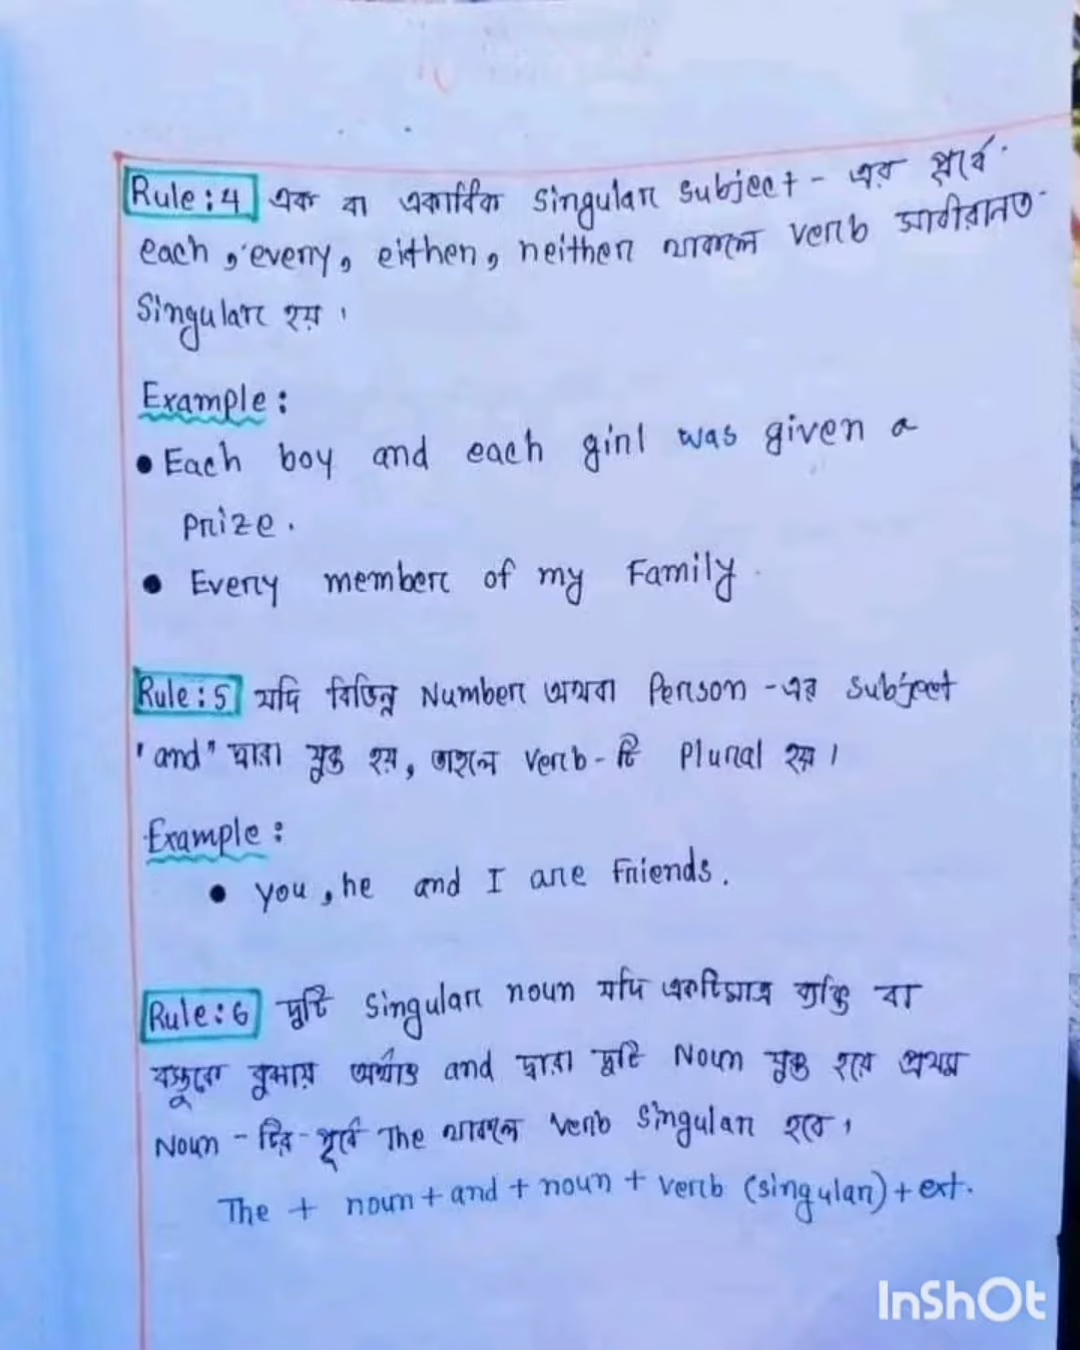 Rule:4 এক বা একাধিক singular subject - এর পূর্বে
each, every, either, neither থাকলে verb সাধারানত
singular হয়।
Example:
• Each boy and each girl was given a
prize.
• Every member of my Family
Rule:5 যদি বিভিন্ন Number অথবা Person -এর subject
"and" দ্বারা যুক্ত হয়, তাহলে verb-টি plural হয়।
Example:
• you, he and I are Friends.
Rule:6 দুটি singular noun যদি একটিমাত্র ব্যক্তি বা
বস্তুকে বুঝায় অর্থাৎ and দ্বারা দুটি Noun যুক্ত হয়ে প্রথম
Noun - টির-পূর্বে The থাকলে verb singular হবে।
The + noun + and + noun + verb (singular) + ext.
InShOt